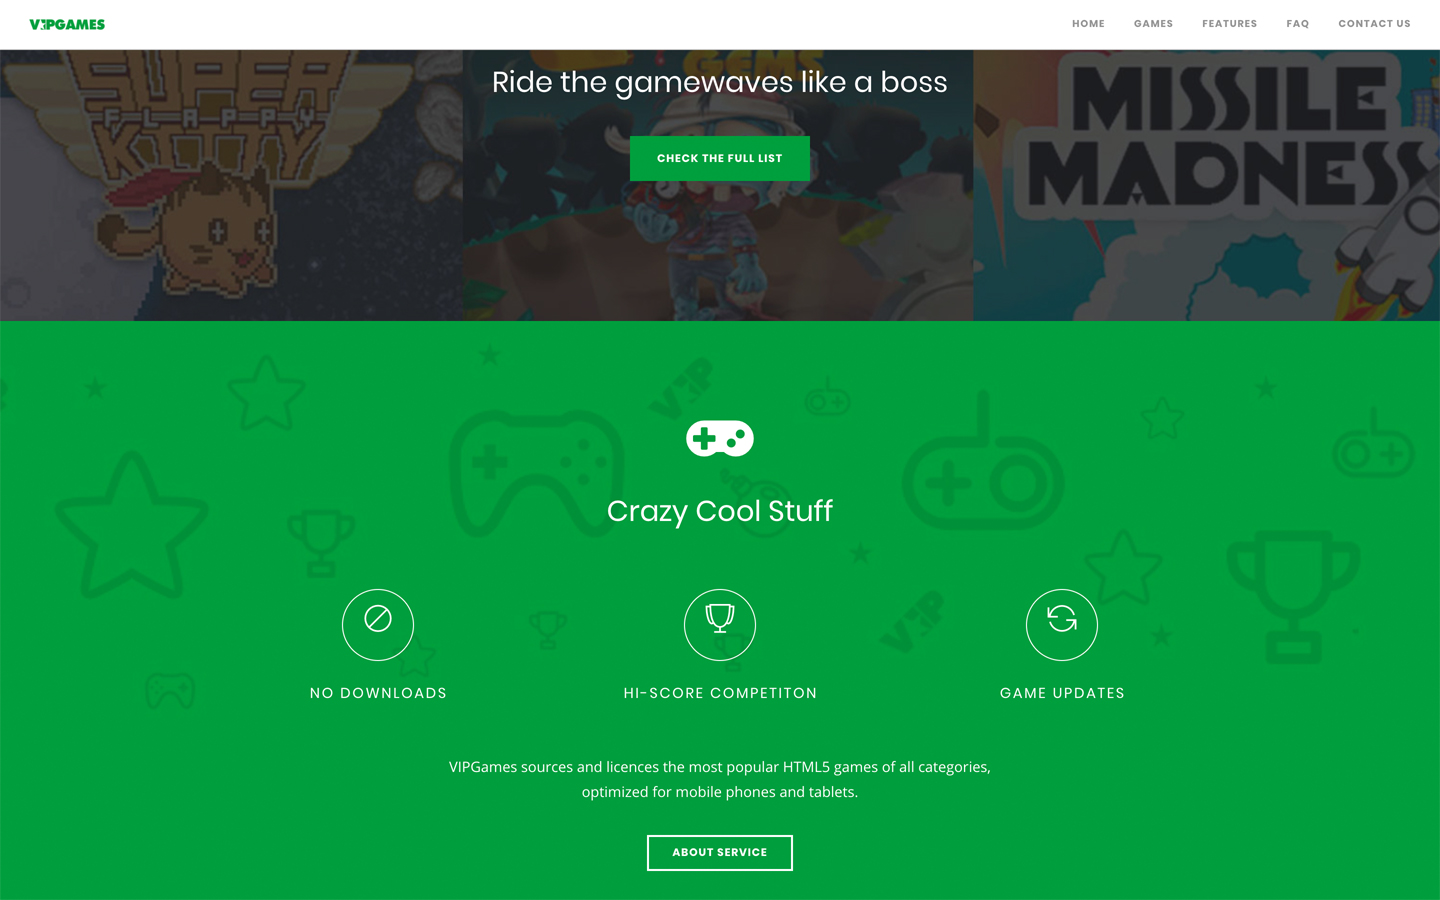 VIPGAMES
HOME GAMES FEATURES FAQ CONTACT US
SUPER
FLAPPY
KITTY
GEMS
MISSILE
MADNESS
Ride the gamewaves like a boss
CHECK THE FULL LIST
VIP
Crazy Cool Stuff
VIP
NO DOWNLOADS
HI-SCORE COMPETITON
GAME UPDATES
VIPGames sources and licences the most popular HTML5 games of all categories,
optimized for mobile phones and tablets.
ABOUT SERVICE